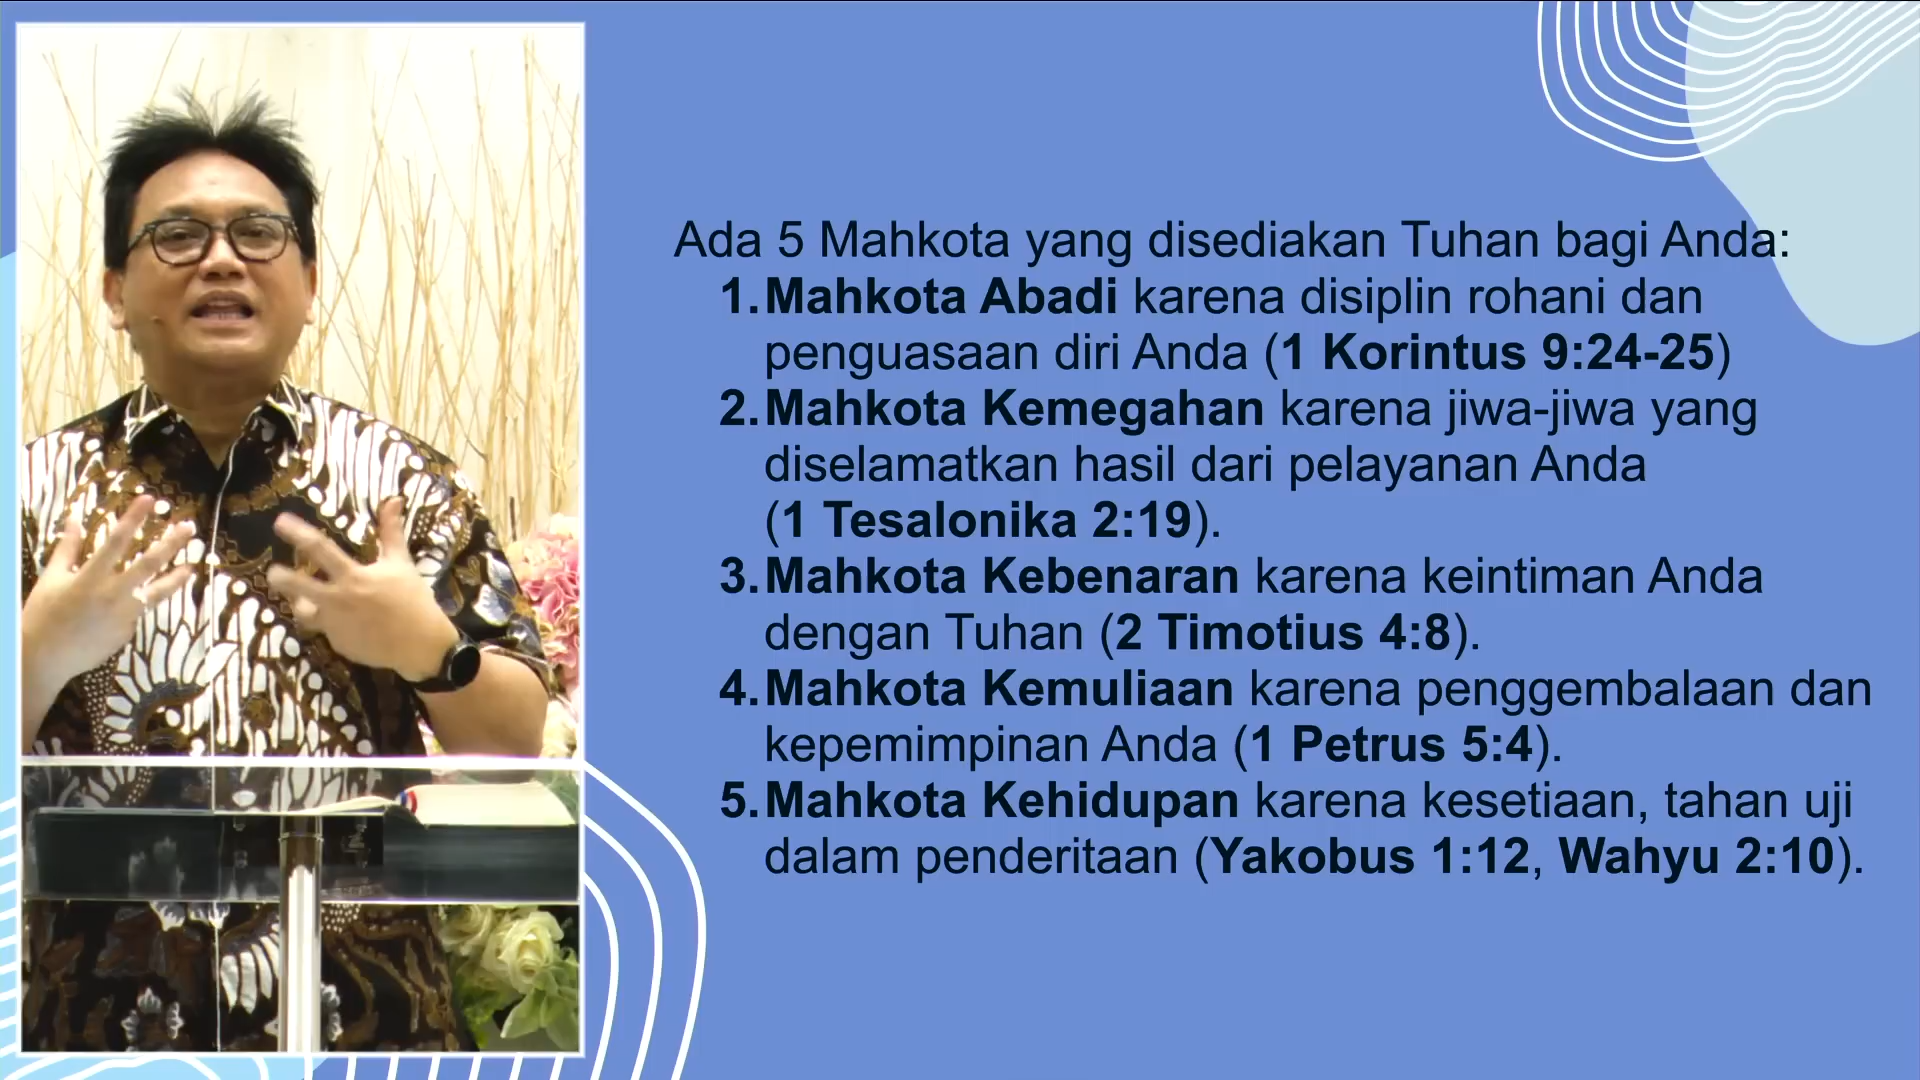 Ada 5 Mahkota yang disediakan Tuhan bagi Anda:
1. Mahkota Abadi karena disiplin rohani dan
penguasaan diri Anda (1 Korintus 9:24-25)
2. Mahkota Kemegahan karena jiwa-jiwa yang
diselamatkan hasil dari pelayanan Anda
(1 Tesalonika 2:19).
3. Mahkota Kebenaran karena keintiman Anda
dengan Tuhan (2 Timotius 4:8).
4. Mahkota Kemuliaan karena penggembalaan dan
kepemimpinan Anda (1 Petrus 5:4).
5. Mahkota Kehidupan karena kesetiaan, tahan uji
dalam penderitaan (Yakobus 1:12, Wahyu 2:10).